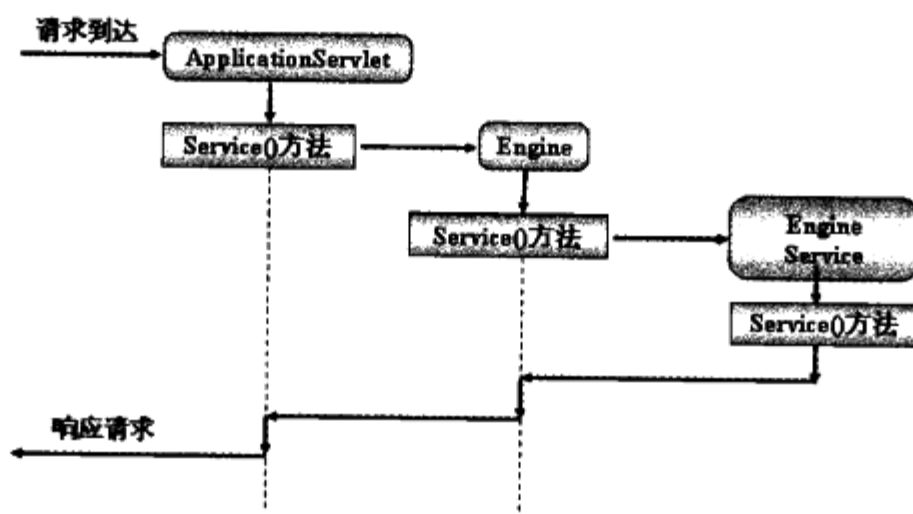 请求到达
ApplicationServlet
Service()方法
Engine
Service()方法
Engine
Service
Service()方法
响应请求